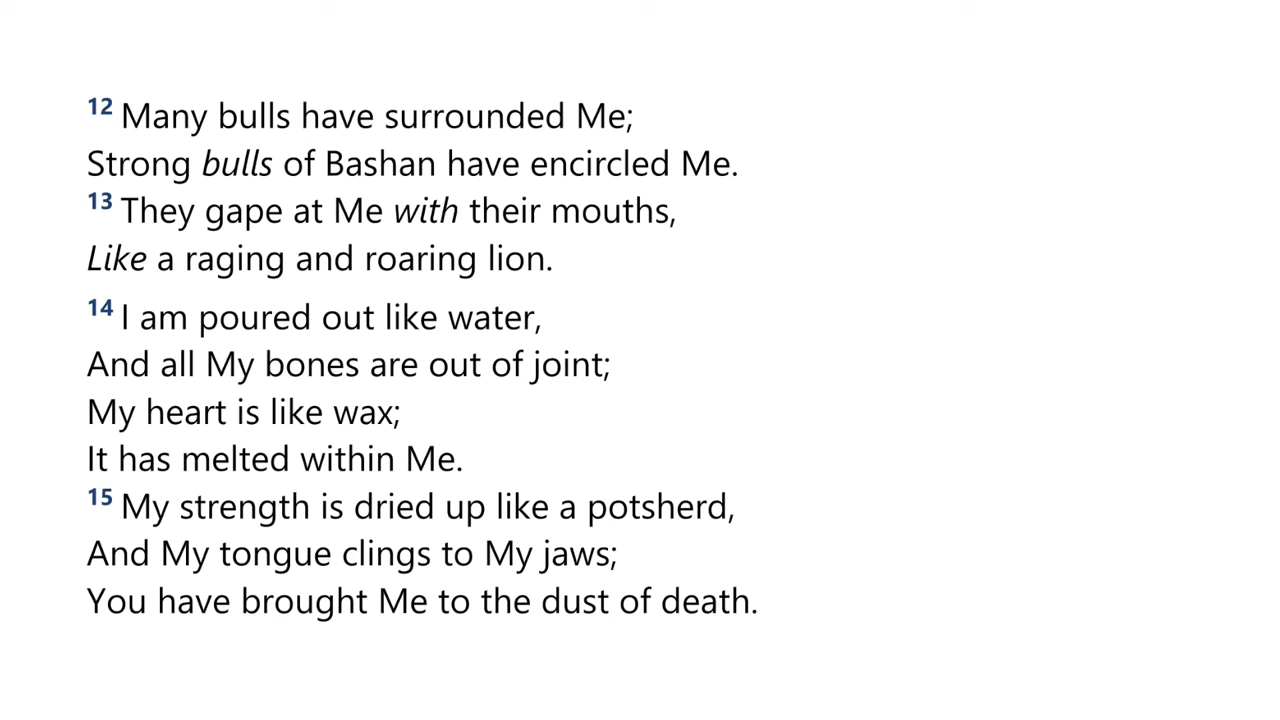 12 Many bulls have surrounded Me;
Strong bulls of Bashan have encircled Me.
13 They gape at Me with their mouths,
Like a raging and roaring lion.
14 I am poured out like water,
And all My bones are out of joint;
My heart is like wax;
It has melted within Me.
15 My strength is dried up like a potsherd,
And My tongue clings to My jaws;
You have brought Me to the dust of death.